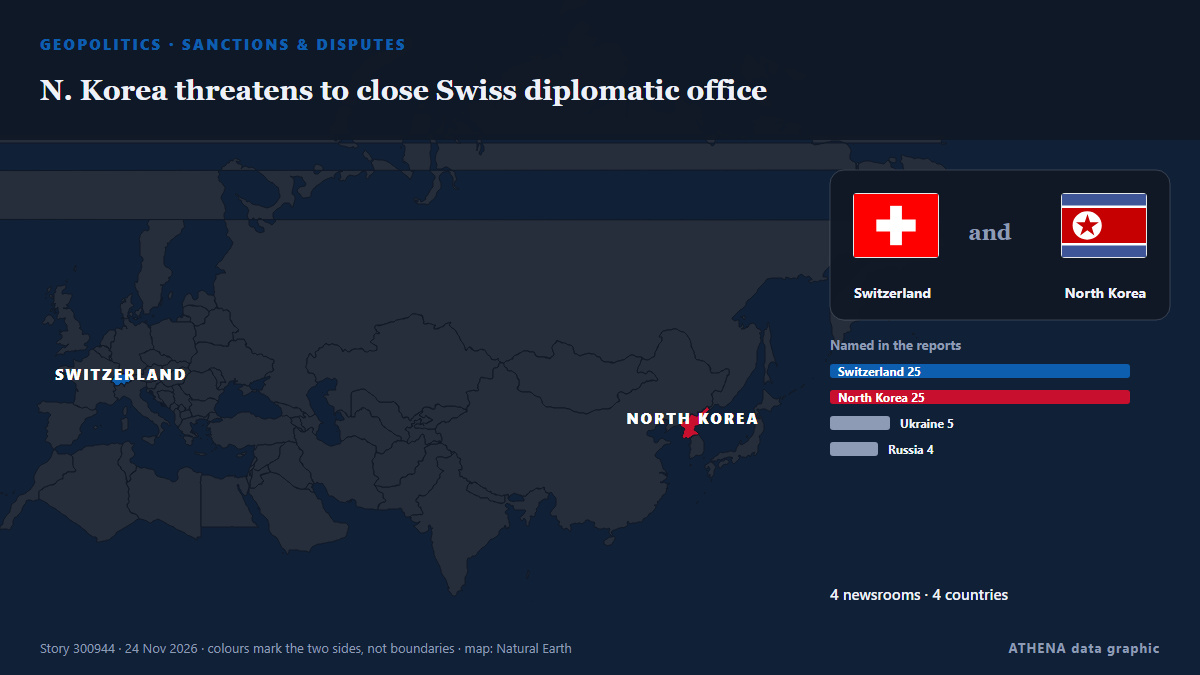 GEOPOLITICS · SANCTIONS & DISPUTES
N. Korea threatens to close Swiss diplomatic office
and
Switzerland
North Korea
Named in the reports
Switzerland 25
North Korea 25
Ukraine 5
Russia 4
SWITZERLAND
NORTH KOREA
4 newsrooms · 4 countries
Story 300944 · 24 Nov 2026 · colours mark the two sides, not boundaries · map: Natural Earth
ATHENA data graphic